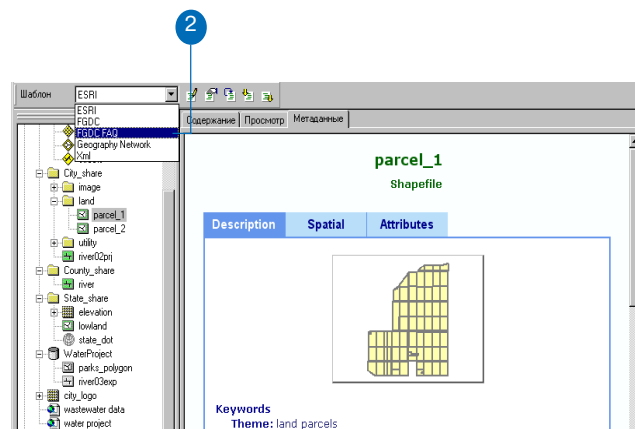 2
Шаблон
ESRI
ESRI
FGDC
FGDC FAQ
Geography Network
Xml
Содержание
Просмотр
Метаданные
City_share
image
land
parcel_1
parcel_2
utility
river02prj
County_share
river
State_share
elevation
lowland
state_dot
WaterProject
parks_polygon
river03exp
city_logo
wastewater data
water project
parcel_1
Shapefile
Description
Spatial
Attributes
Keywords
Theme: land parcels